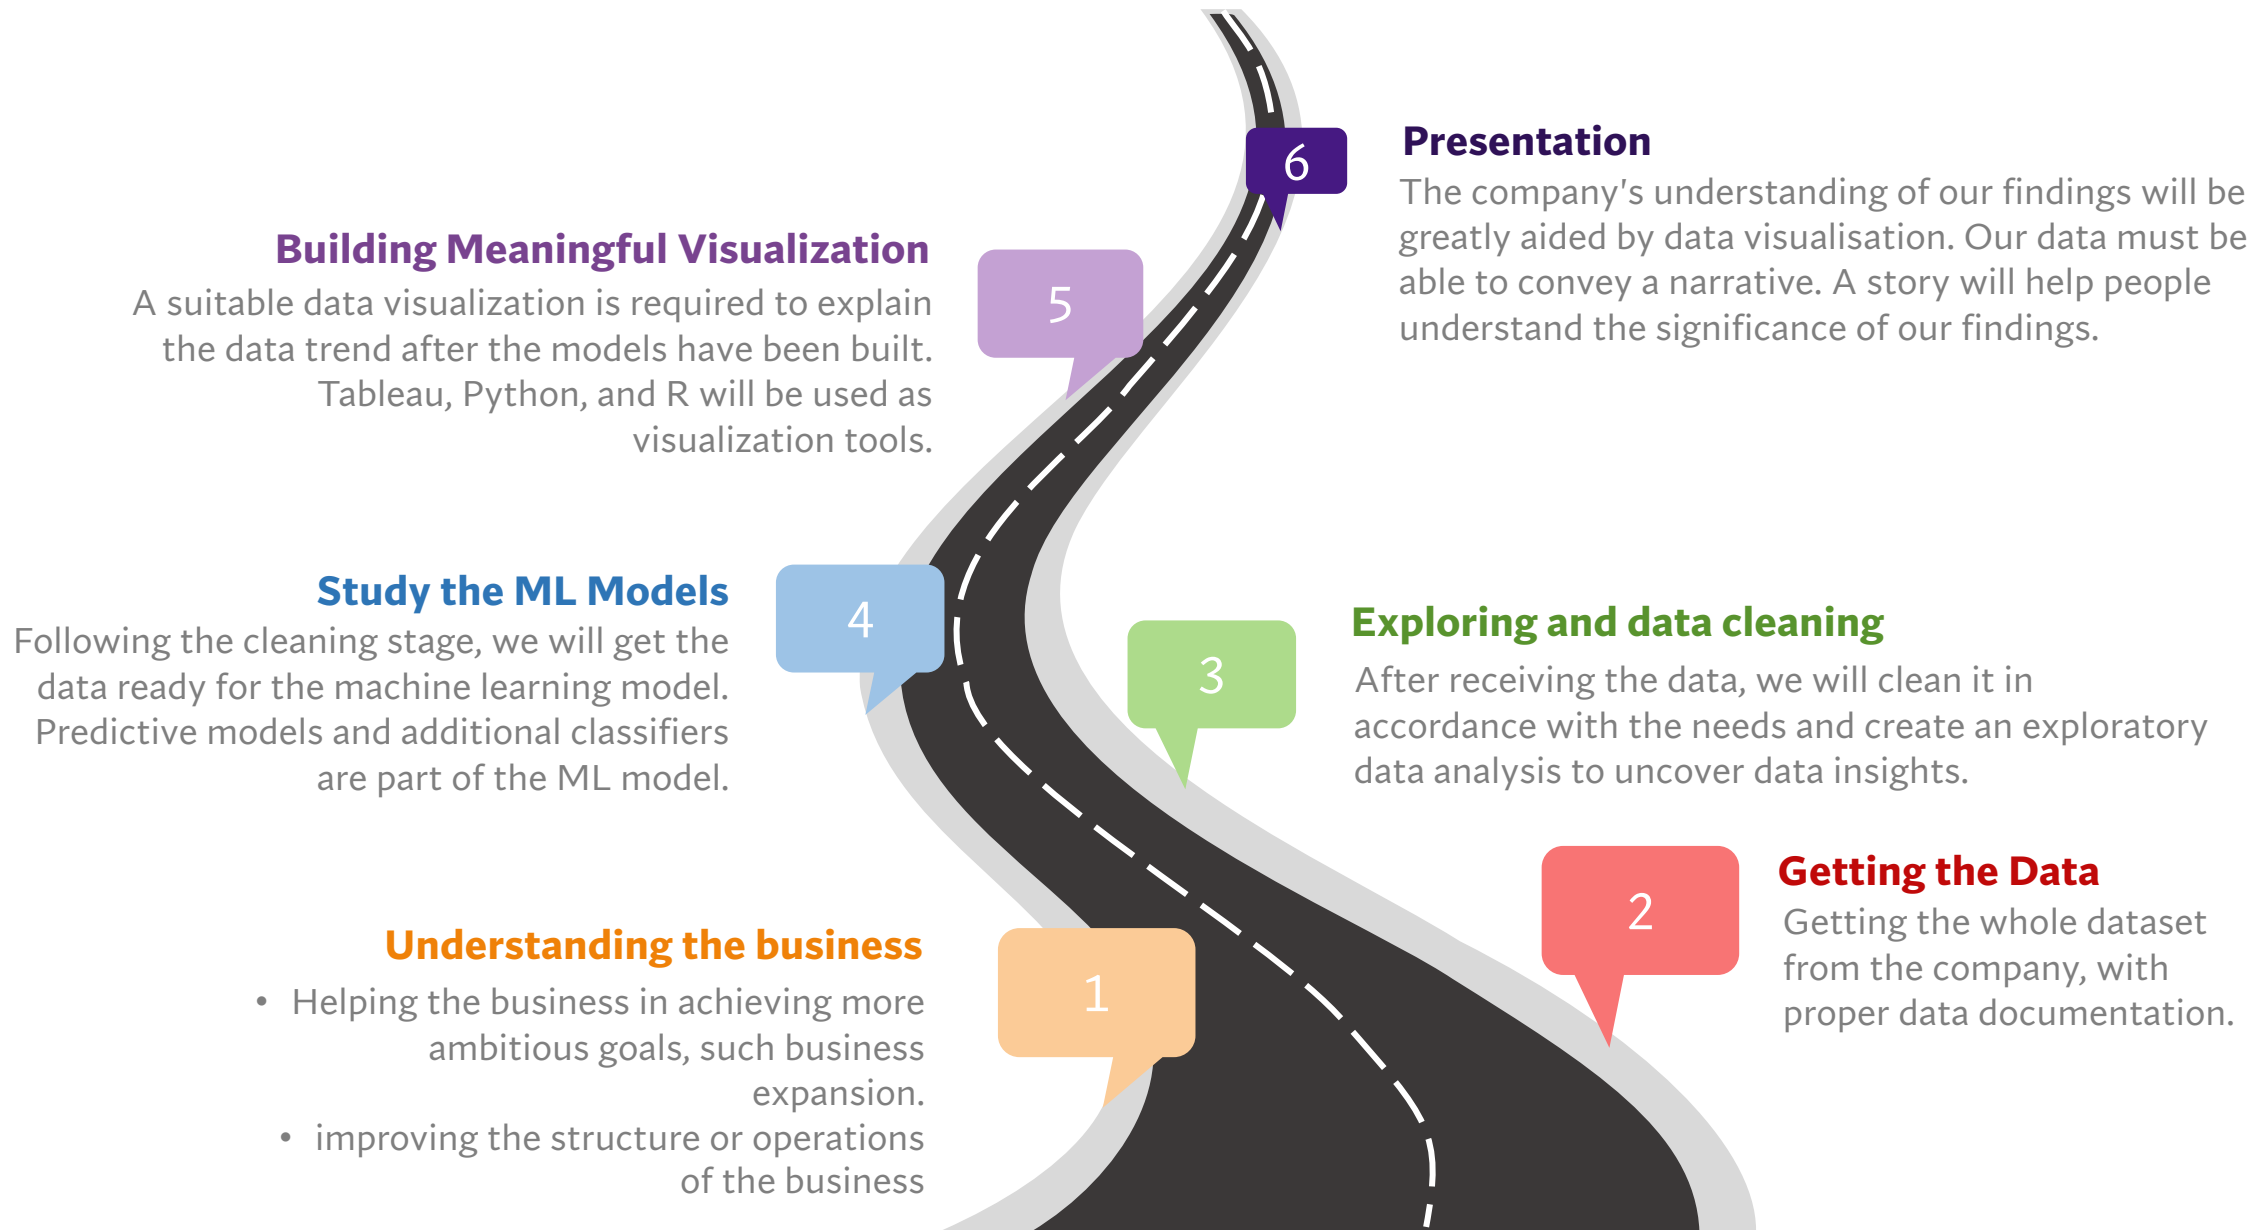 6
Presentation
The company's understanding of our findings will be
greatly aided by data visualisation. Our data must be
able to convey a narrative. A story will help people
understand the significance of our findings.
Building Meaningful Visualization
A suitable data visualization is required to explain
the data trend after the models have been built.
Tableau, Python, and R will be used as
visualization tools.
5
Study the ML Models
Following the cleaning stage, we will get the
data ready for the machine learning model.
Predictive models and additional classifiers
are part of the ML model.
4
3
Exploring and data cleaning
After receiving the data, we will clean it in
accordance with the needs and create an exploratory
data analysis to uncover data insights.
2
Getting the Data
Getting the whole dataset
from the company, with
proper data documentation.
Understanding the business
• Helping the business in achieving more
ambitious goals, such business
expansion.
• improving the structure or operations
of the business
1